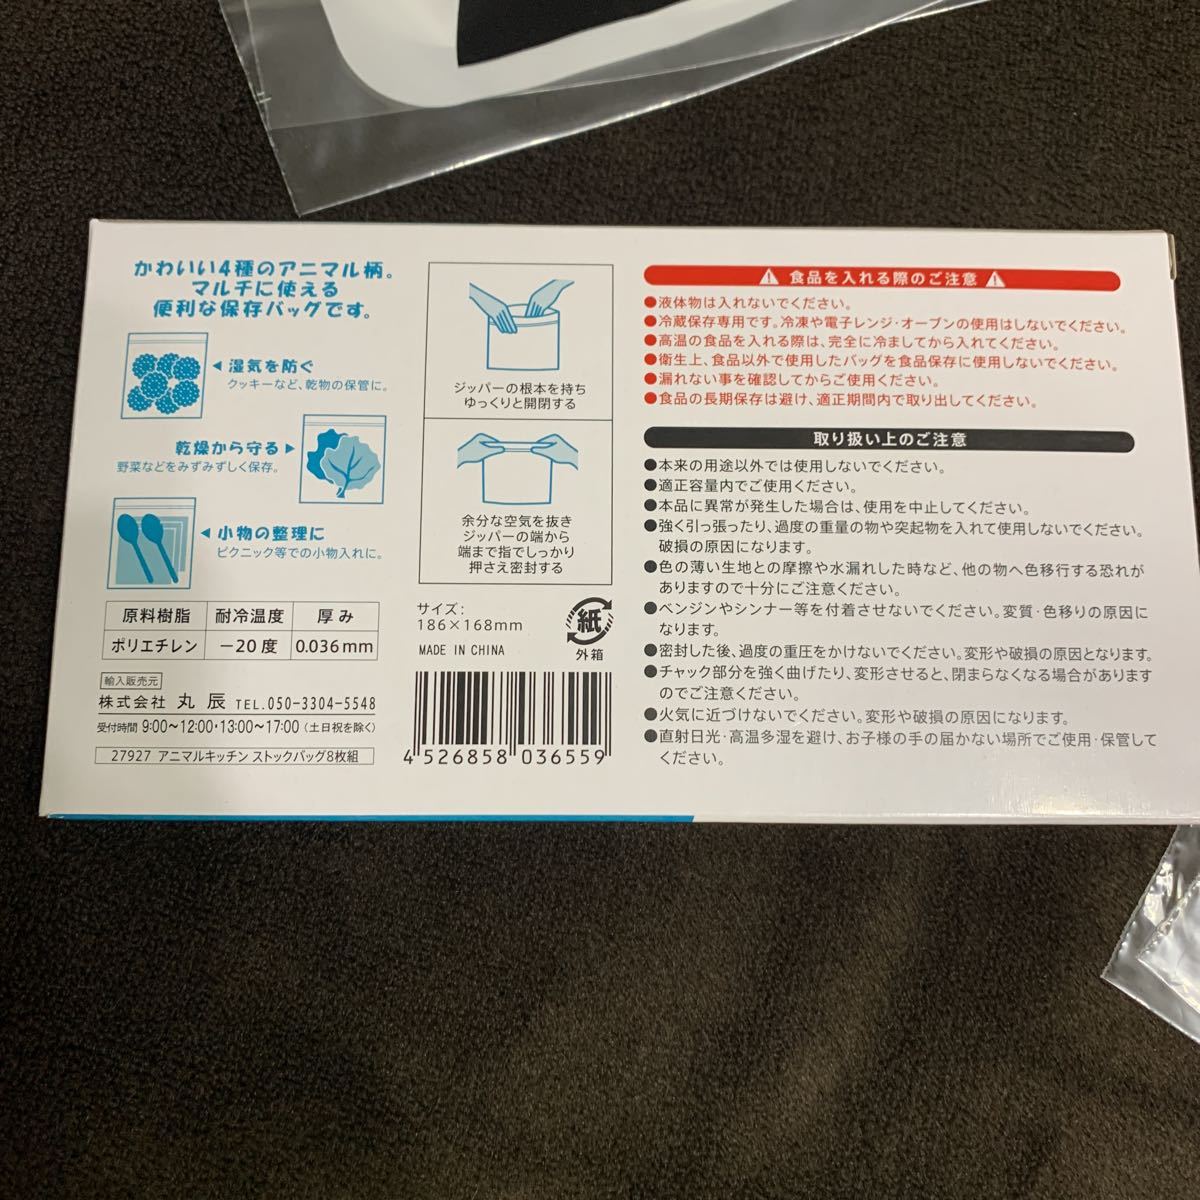 かわいい4種のアニマル柄。
マルチに使える
便利な保存バッグです。
湿気を防ぐ
クッキーなど、乾物の保管に。
乾燥から守る
野菜などをみずみずしく保存。
小物の整理に
ピクニック等での小物入れに。
原料樹脂 耐冷温度 厚み
ポリエチレン −20度 0.036mm
輸入販売元
株式会社 丸辰 TEL.050-3304-5548
受付時間 9:00〜12:00・13:00〜17:00（土日祝を除く）
27927 アニマルキッチン ストックバッグ8枚組
ジッパーの根本を持ち
ゆっくりと開閉する
余分な空気を抜き
ジッパーの端から
端まで指でしっかり
押さえ密封する
サイズ：
186×168mm
MADE IN CHINA
紙
外箱
4 526858 036559
食品を入れる際のご注意
●液体物は入れないでください。
●冷蔵保存専用です。冷凍や電子レンジ・オーブンの使用はしないでください。
●高温の食品を入れる際は、完全に冷ましてから入れてください。
●衛生上、食品以外で使用したバッグを食品保存に使用しないでください。
●漏れない事を確認してからご使用ください。
●食品の長期保存は避け、適正期間内で取り出してください。
取り扱い上のご注意
●本来の用途以外では使用しないでください。
●適正容量内でご使用ください。
●本品に異常が発生した場合は、使用を中止してください。
●強く引っ張ったり、過度の重量の物や突起物を入れて使用しないでください。
破損の原因になります。
●色の薄い生地との摩擦や水漏れした時など、他の物へ色移行する恐れが
ありますので十分にご注意ください。
●ベンジンやシンナー等を付着させないでください。変質・色移りの原因に
なります。
●密封した後、過度の重圧をかけないでください。変形や破損の原因となります。
●チャック部分を強く曲げたり、変形させると、閉まらなくなる場合があります
のでご注意ください。
●火気に近づけないでください。変形や破損の原因になります。
●直射日光・高温多湿を避け、お子様の手の届かない場所でご使用・保管して
ください。